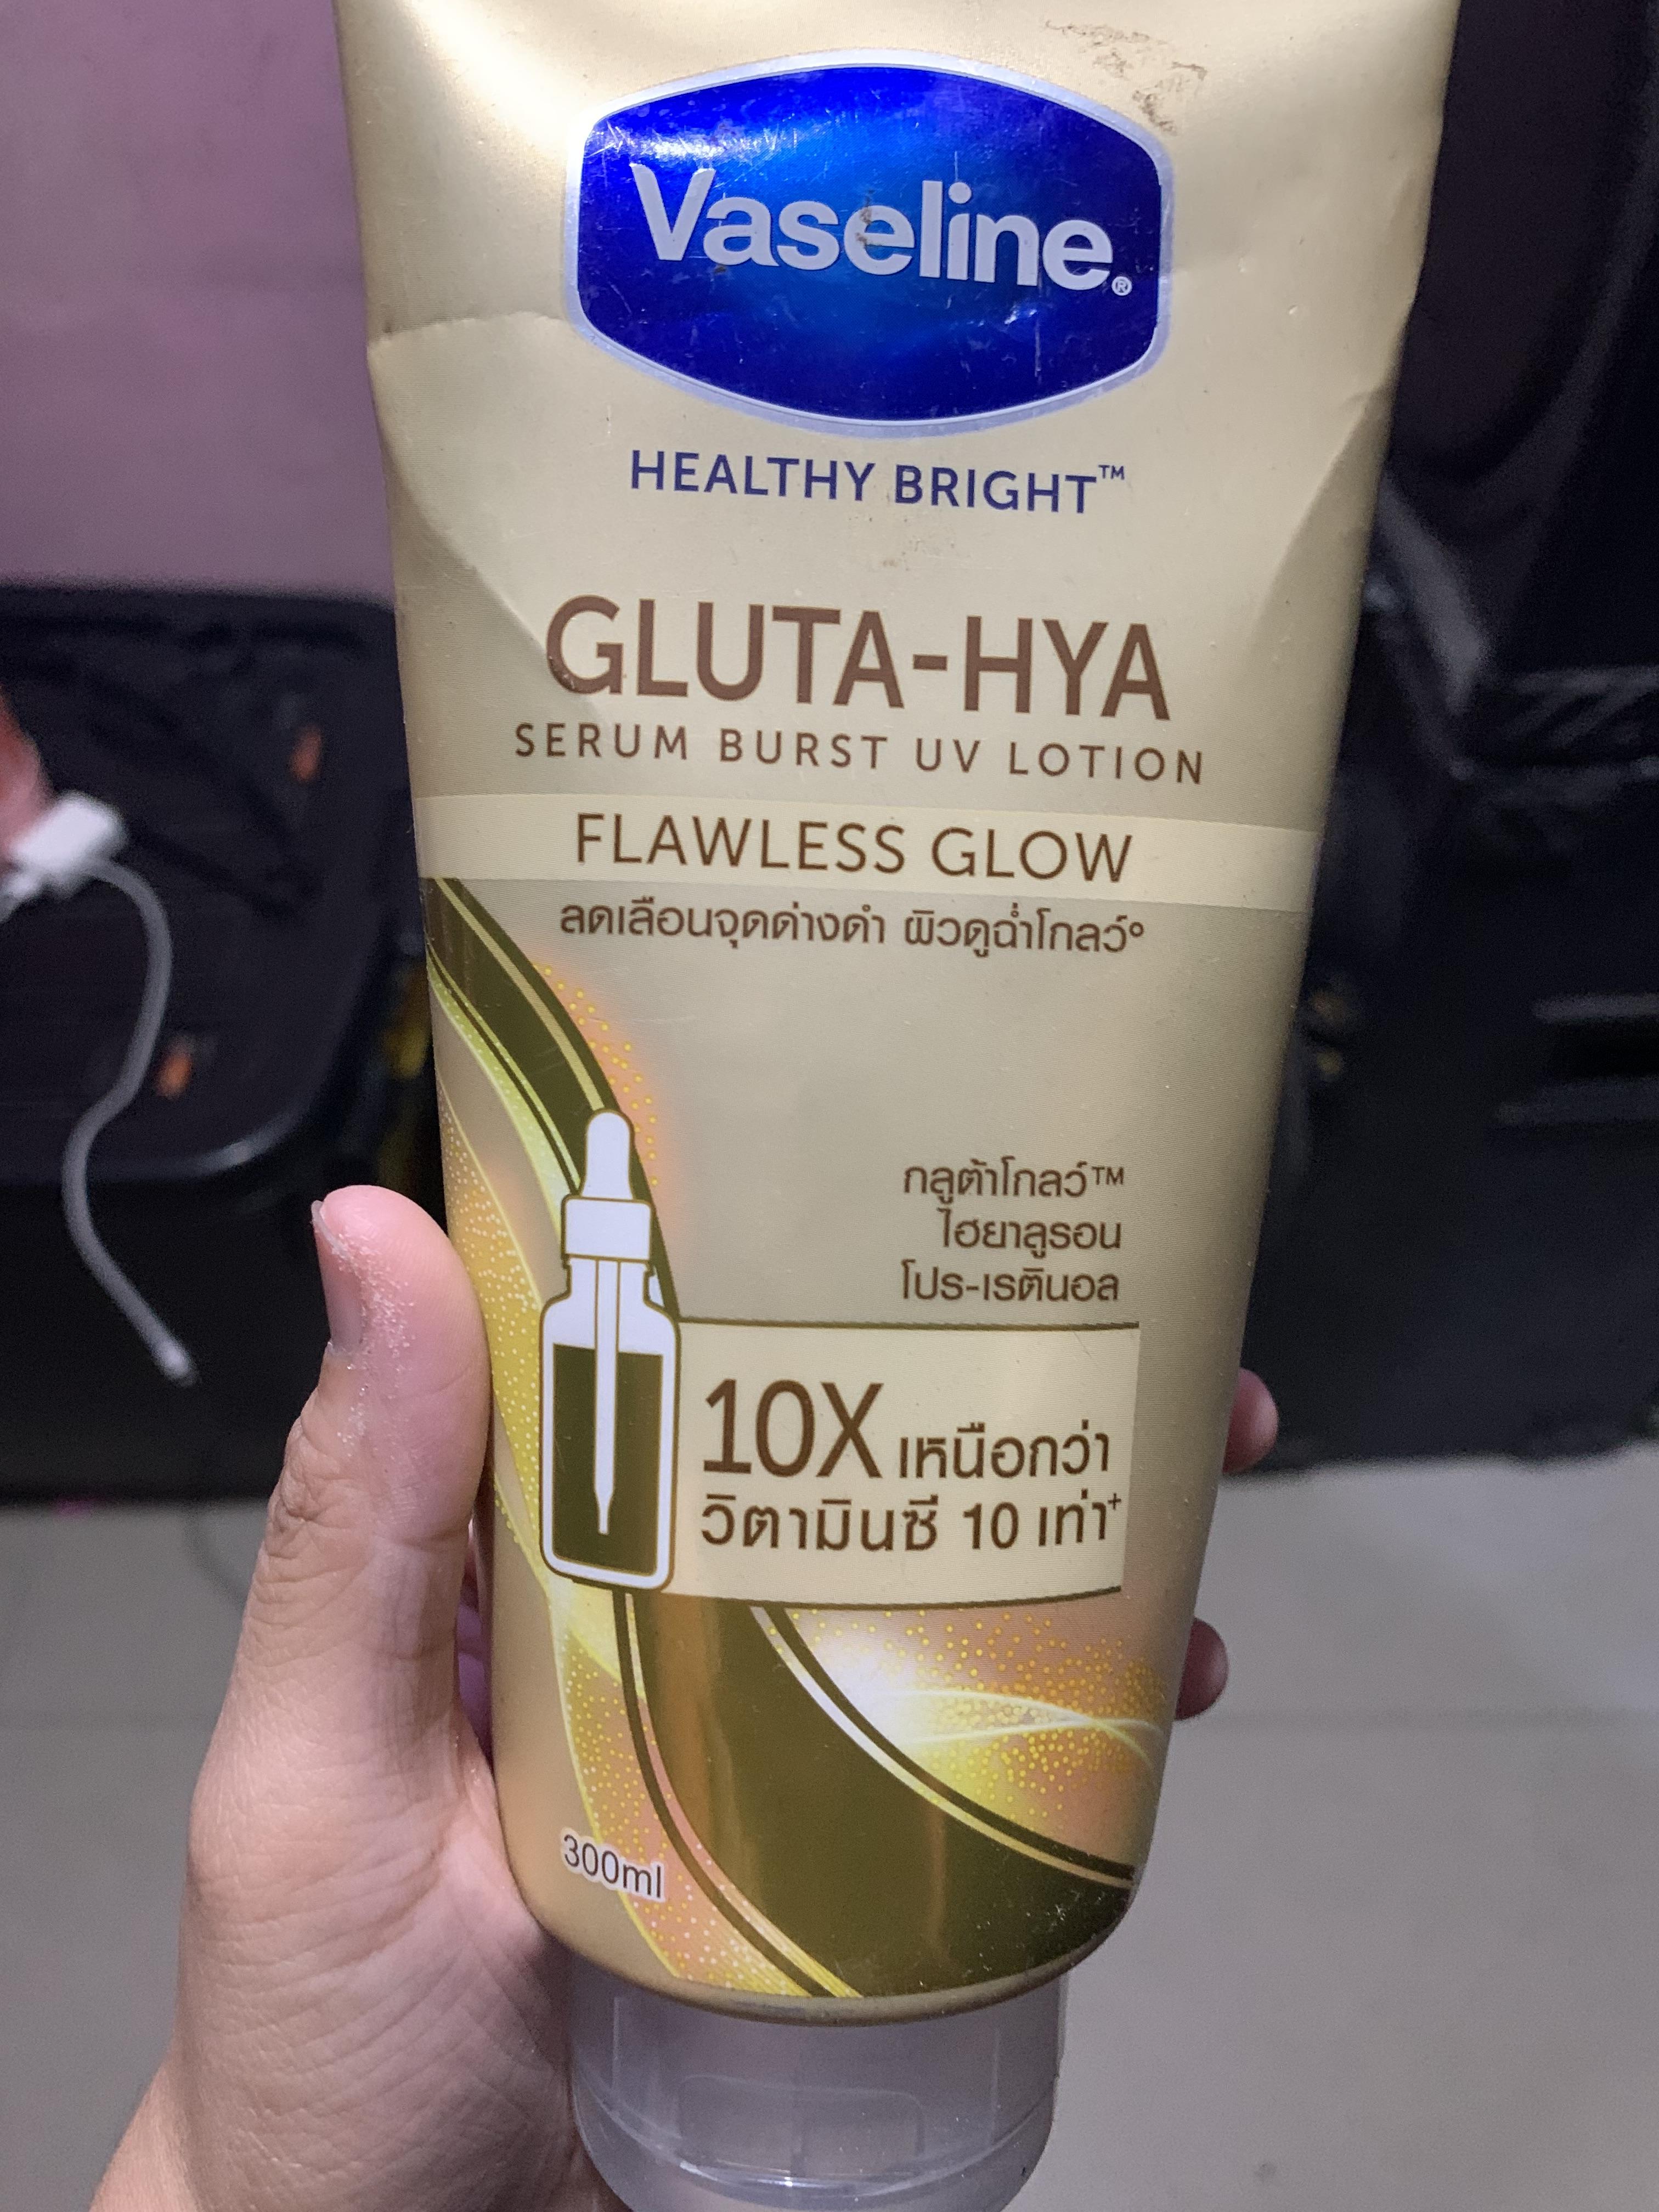 Vaseline®
HEALTHY BRIGHT™
GLUTA-HYA
SERUM BURST UV LOTION
FLAWLESS GLOW
ลดเลือนจุดด่างดำ ผิวดูฉ่ำโกลว์°
กลูต้าโกลว์™
ไฮยาลูรอน
โปร-เรตินอล
10X เหนือกว่า
วิตามินซี 10 เท่า⁺
300ml